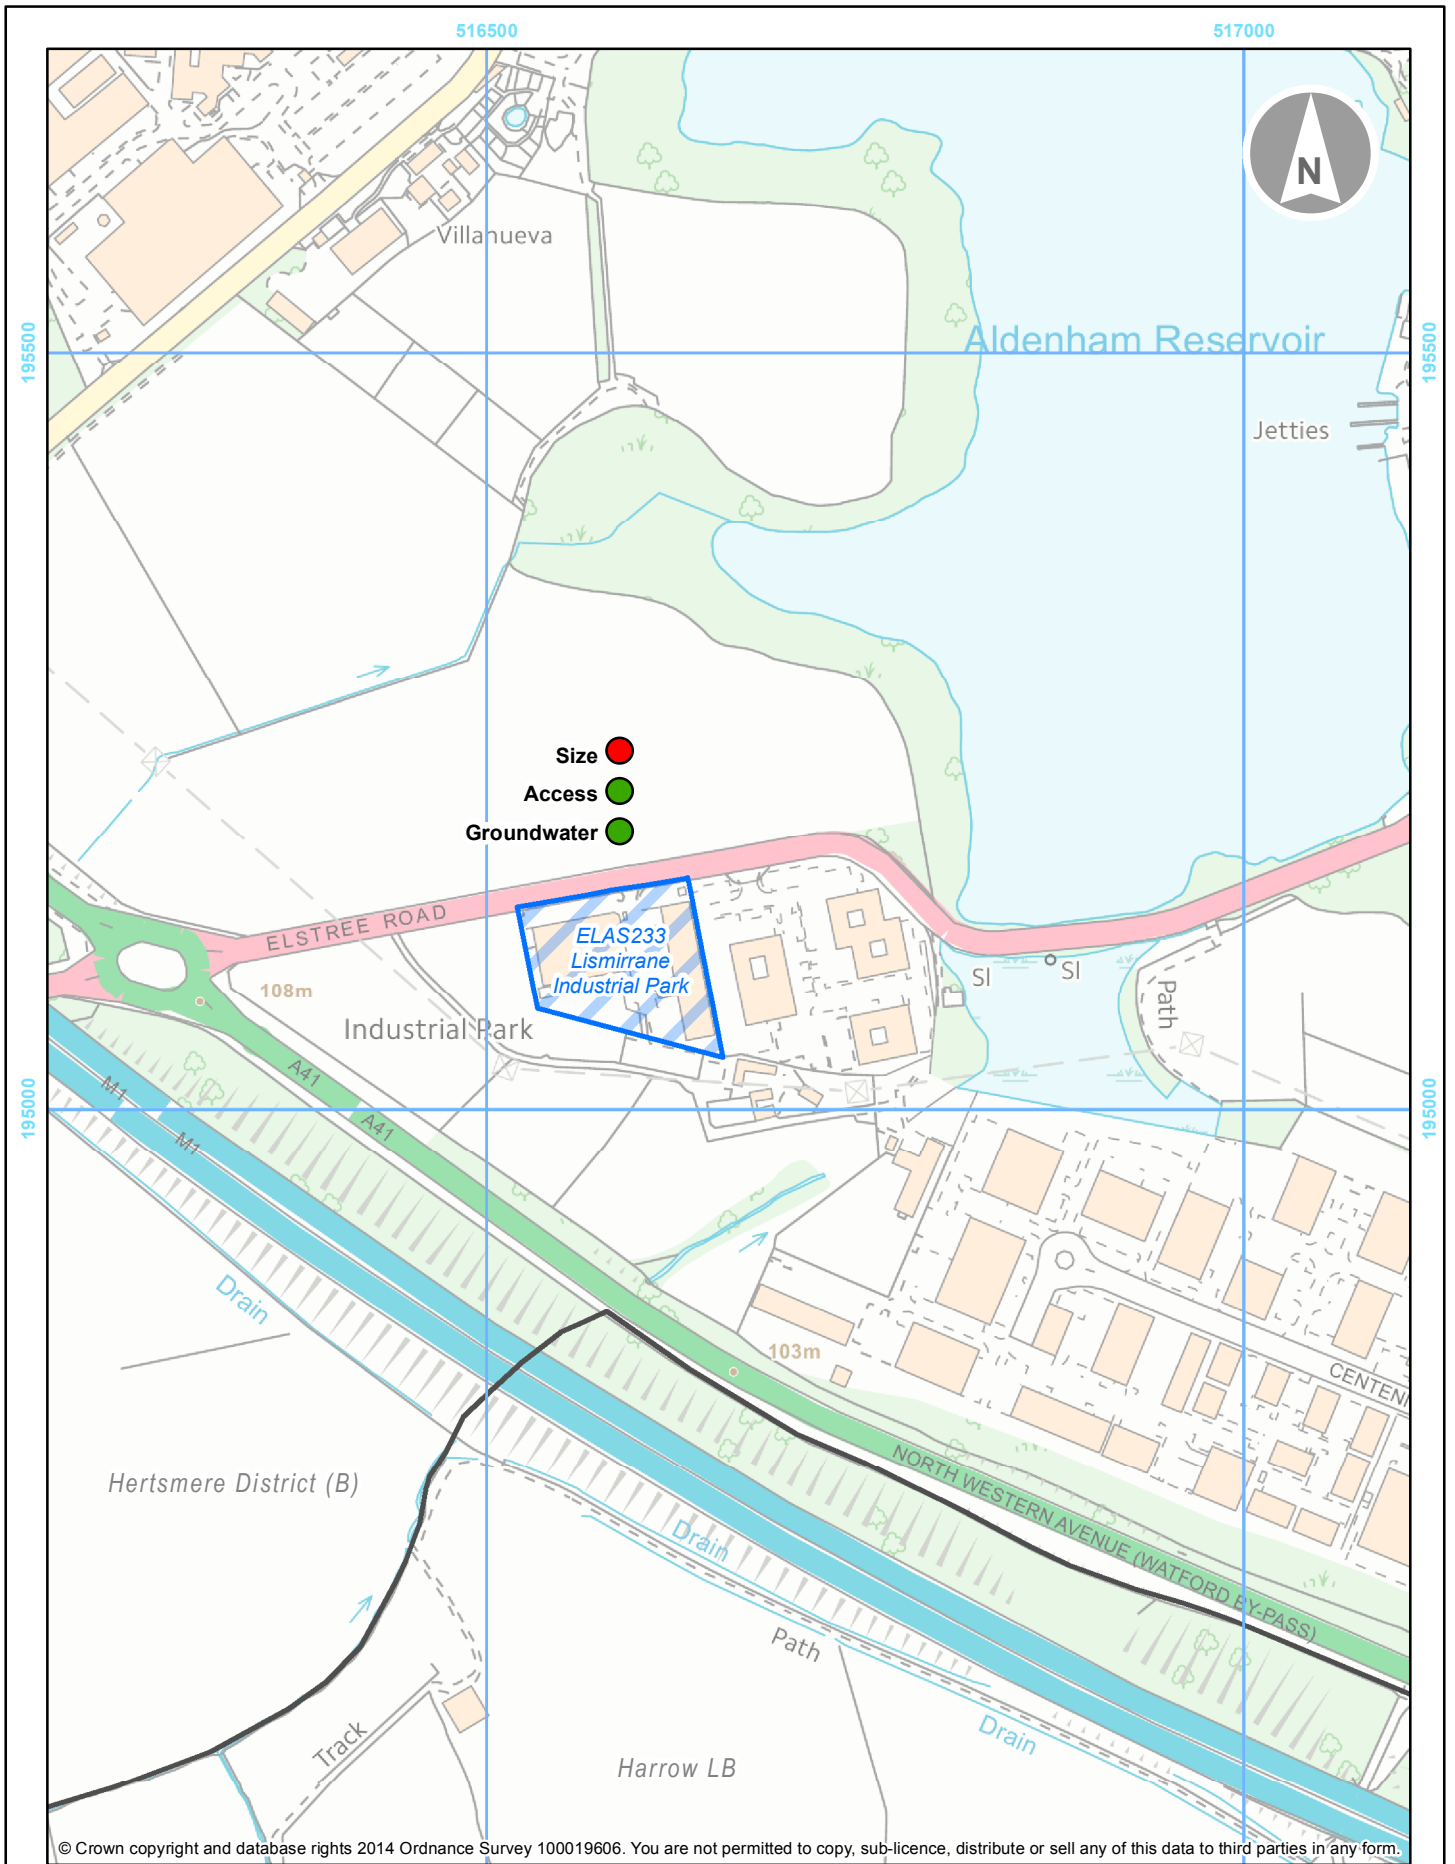 516500
517000
N
Villanueva
195500
Aldenham Reservoir
195500
Jetties
Size
Access
Groundwater
ELSTREE ROAD
ELAS233
Lismirrane
Industrial Park
SI
SI
108m
Path
Industrial Park
A41
M1
A41
M1
195000
195000
Drain
103m
CENTENI
Hertsmere District (B)
NORTH WESTERN AVENUE (WATFORD BY-PASS)
Drain
Path
Drain
Track
Harrow LB
© Crown copyright and database rights 2014 Ordnance Survey 100019606. You are not permitted to copy, sub-licence, distribute or sell any of this data to third parties in any form.